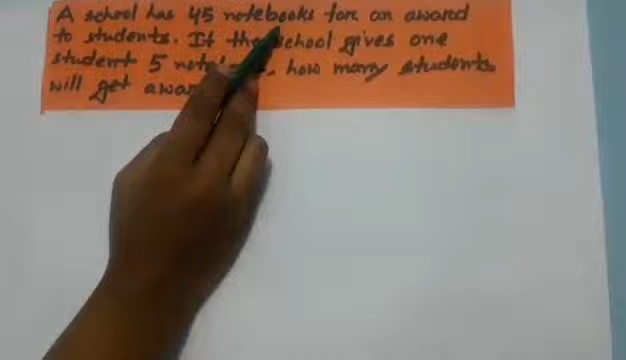 A school has 45 notebooks for an award
to students. If the school gives one
student 5 how many students
will get